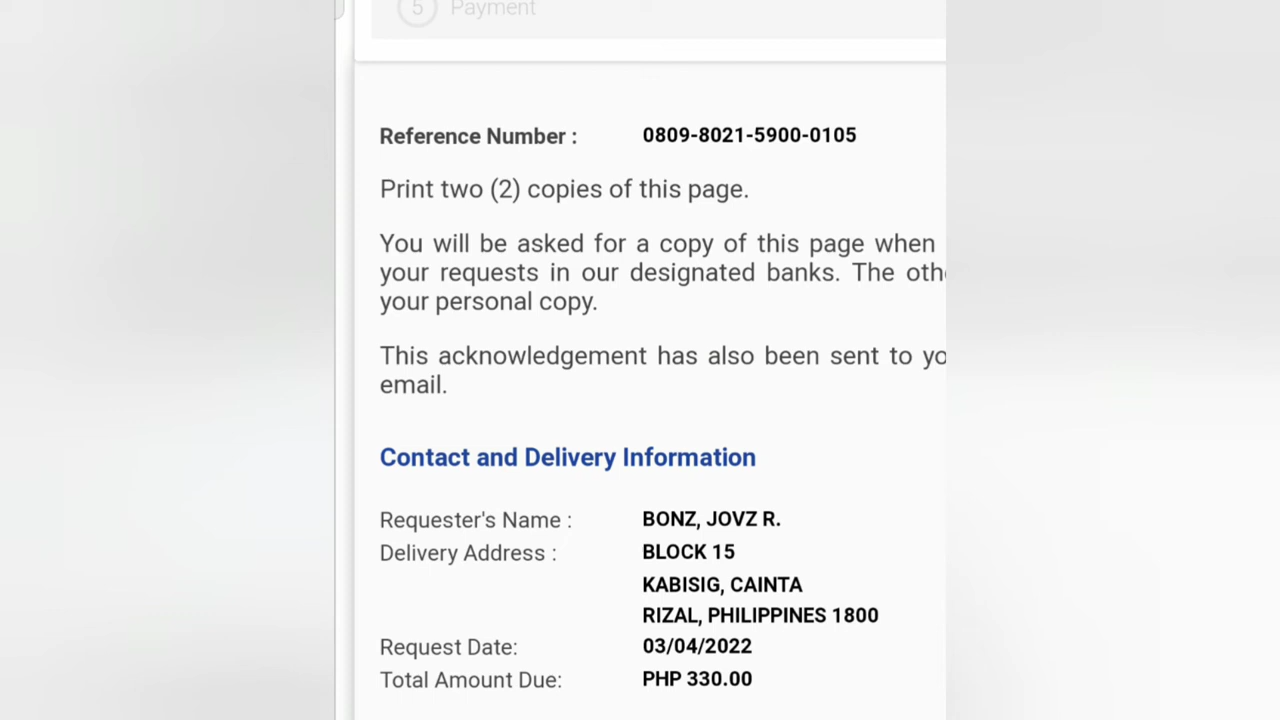 5 Payment
Reference Number : 0809-8021-5900-0105
Print two (2) copies of this page.
You will be asked for a copy of this page when
your requests in our designated banks. The othe
your personal copy.
This acknowledgement has also been sent to yo
email.
Contact and Delivery Information
Requester's Name : BONZ, JOVZ R.
Delivery Address : BLOCK 15
KABISIG, CAINTA
RIZAL, PHILIPPINES 1800
Request Date: 03/04/2022
Total Amount Due: PHP 330.00